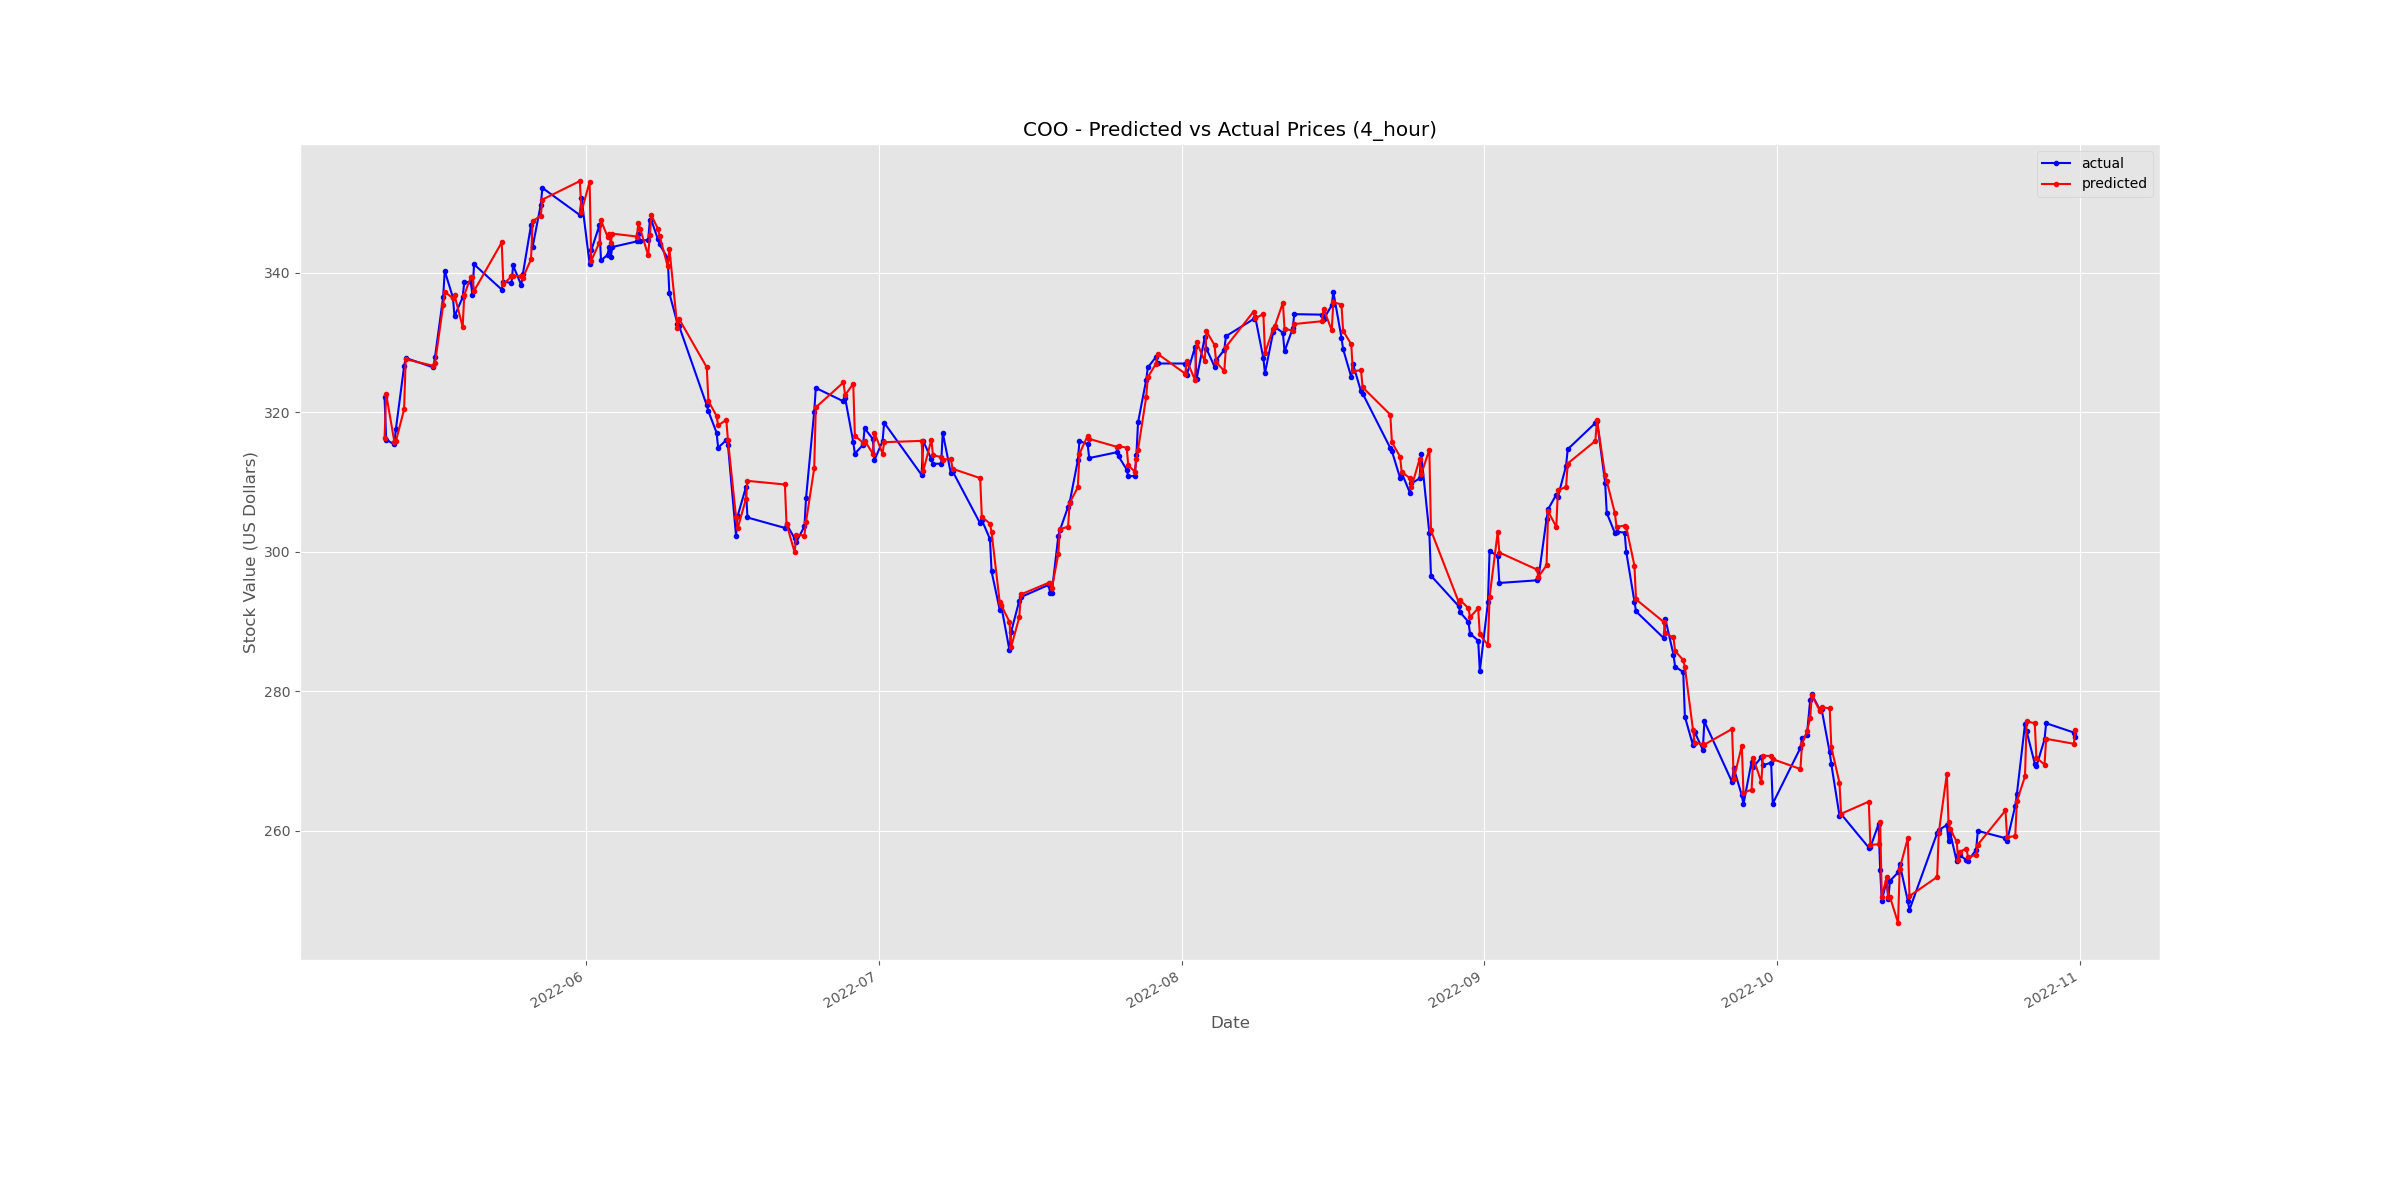 COO - Predicted vs Actual Prices (4_hour)
actual
predicted
340
320
300
280
260
Stock Value (US Dollars)
2022-06
2022-07
2022-08
2022-09
2022-10
2022-11
Date